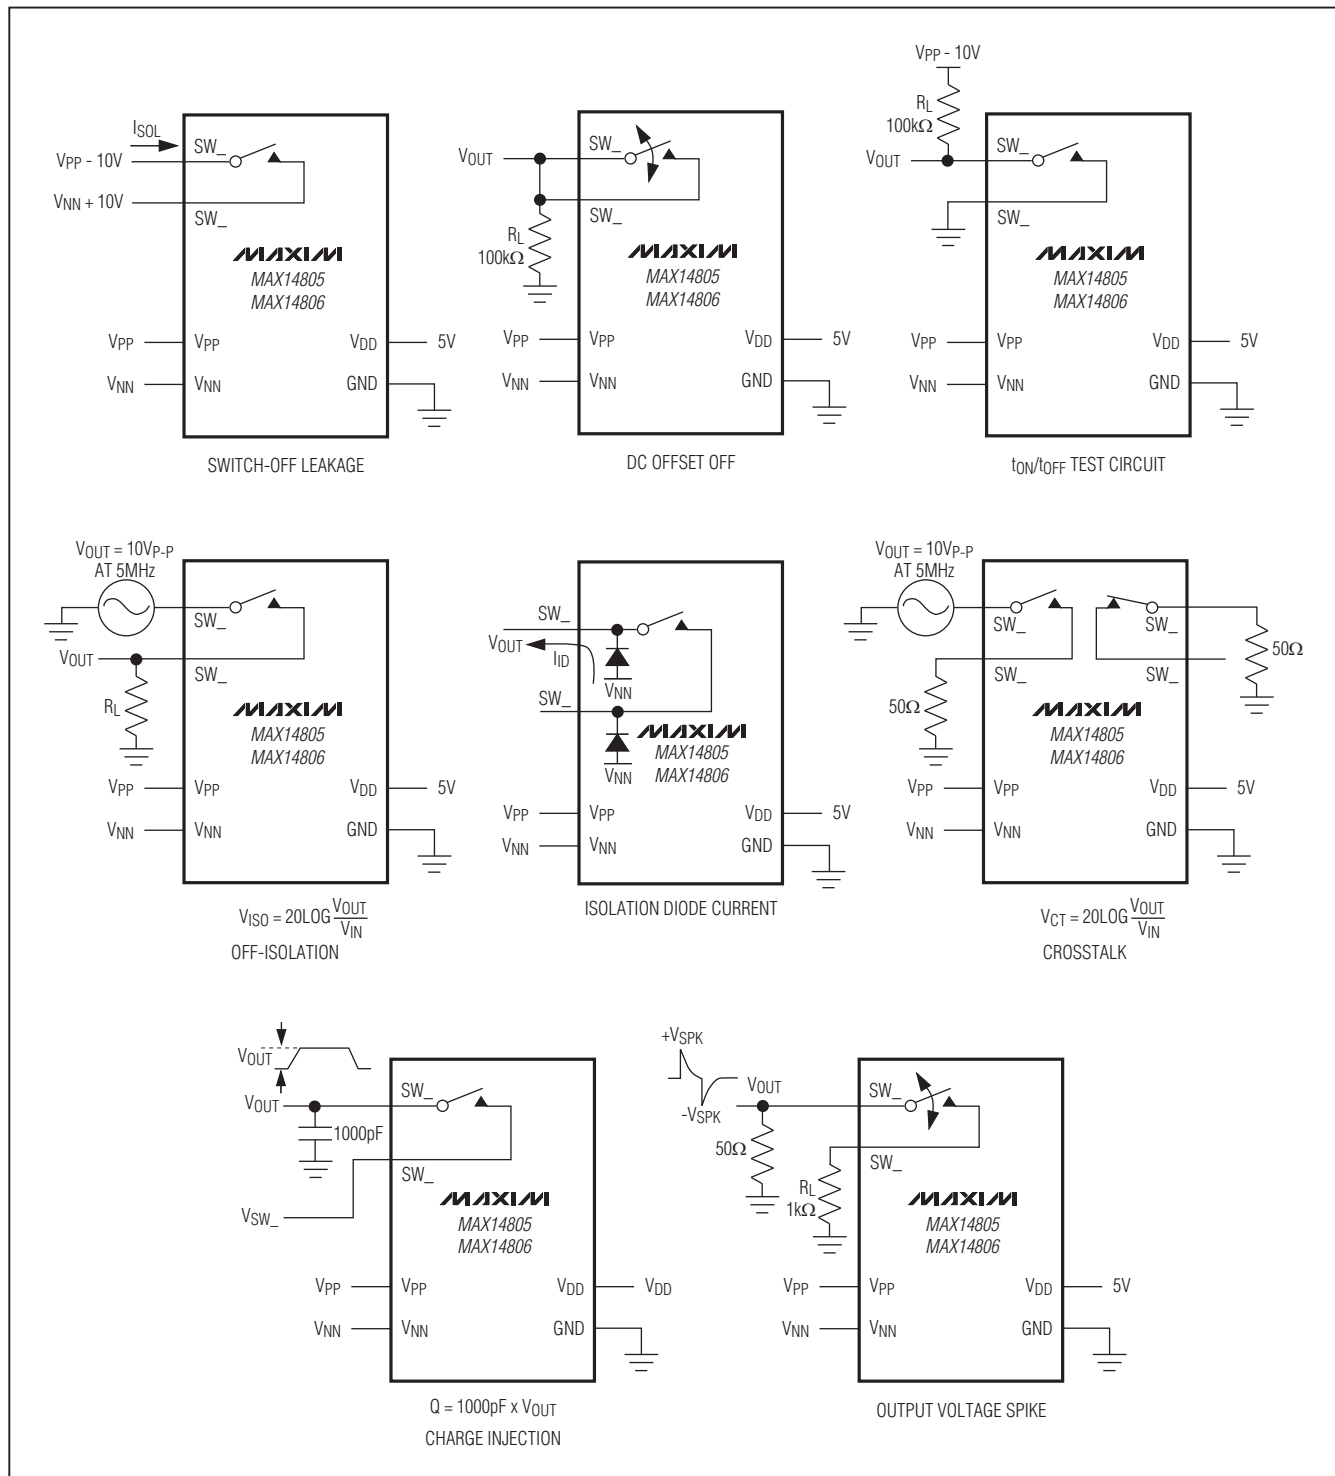 ISOL
VPP - 10V
SW_
VNN + 10V
SW_
MAXIM
MAX14805
MAX14806
VPP
VPP
VDD
5V
VNN
VNN
GND
SWITCH-OFF LEAKAGE
VOUT
SW_
SW_
RL
100kΩ
MAXIM
MAX14805
MAX14806
VPP
VPP
VDD
5V
VNN
VNN
GND
DC OFFSET OFF
VPP - 10V
RL
100kΩ
VOUT
SW_
SW_
MAXIM
MAX14805
MAX14806
VPP
VPP
VDD
5V
VNN
VNN
GND
tON/tOFF TEST CIRCUIT
VOUT = 10VP-P
AT 5MHz
SW_
VOUT
SW_
RL
MAXIM
MAX14805
MAX14806
VPP
VPP
VDD
5V
VNN
VNN
GND
VISO = 20LOG VOUT/VIN
OFF-ISOLATION
SW_
VOUT
IID
VNN
SW_
MAXIM
MAX14805
MAX14806
VNN
VPP
VPP
VDD
5V
VNN
VNN
GND
ISOLATION DIODE CURRENT
VOUT = 10VP-P
AT 5MHz
SW_
SW_
50Ω
SW_
SW_
50Ω
MAXIM
MAX14805
MAX14806
VPP
VPP
VDD
5V
VNN
VNN
GND
VCT = 20LOG VOUT/VIN
CROSSTALK
VOUT
VOUT
SW_
1000pF
SW_
VSW_
MAXIM
MAX14805
MAX14806
VPP
VPP
VDD
VDD
VNN
VNN
GND
Q = 1000pF x VOUT
CHARGE INJECTION
+VSPK
VOUT
-VSPK
SW_
50Ω
SW_
RL
1kΩ
MAXIM
MAX14805
MAX14806
VPP
VPP
VDD
5V
VNN
VNN
GND
OUTPUT VOLTAGE SPIKE